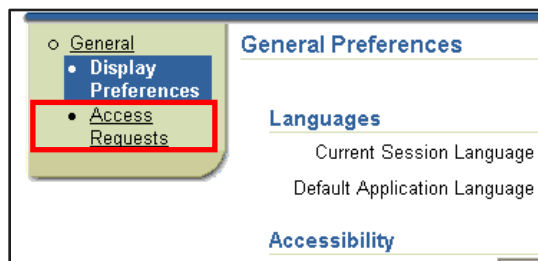 General
Display
Preferences
Access
Requests
General Preferences
Languages
Current Session Language
Default Application Language
Accessibility